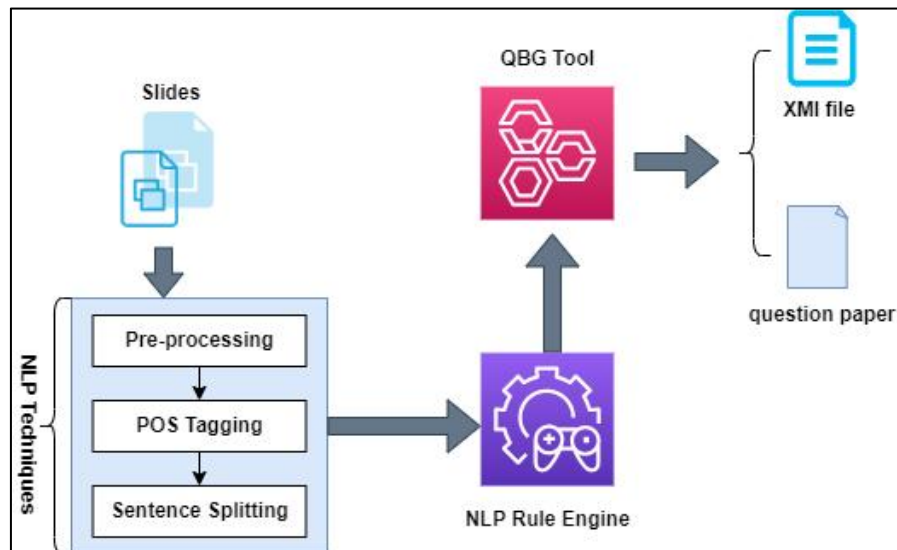 Slides
NLP Techniques
Pre-processing
POS Tagging
Sentence Splitting
NLP Rule Engine
QBG Tool
XMI file
question paper